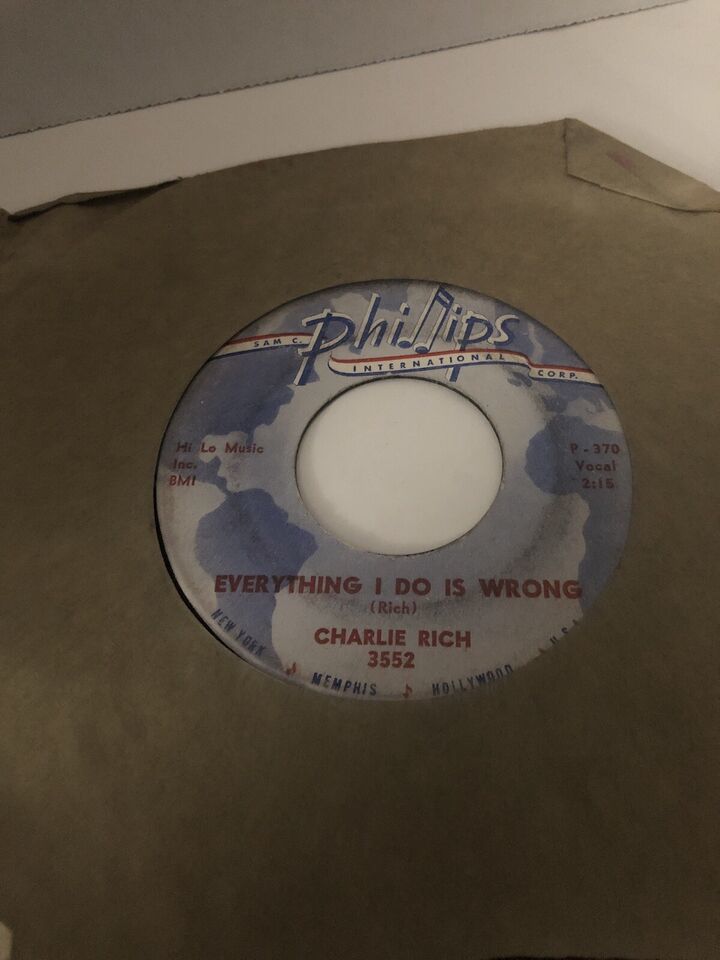 SAM C. Phillips
INTERNATIONAL CORP.
Hi Lo Music
Inc.
BMI
P - 370
Vocal
2:15
EVERYTHING I DO IS WRONG
(Rich)
CHARLIE RICH
3552
NEW YORK MEMPHIS HOLLYWOOD U.S.